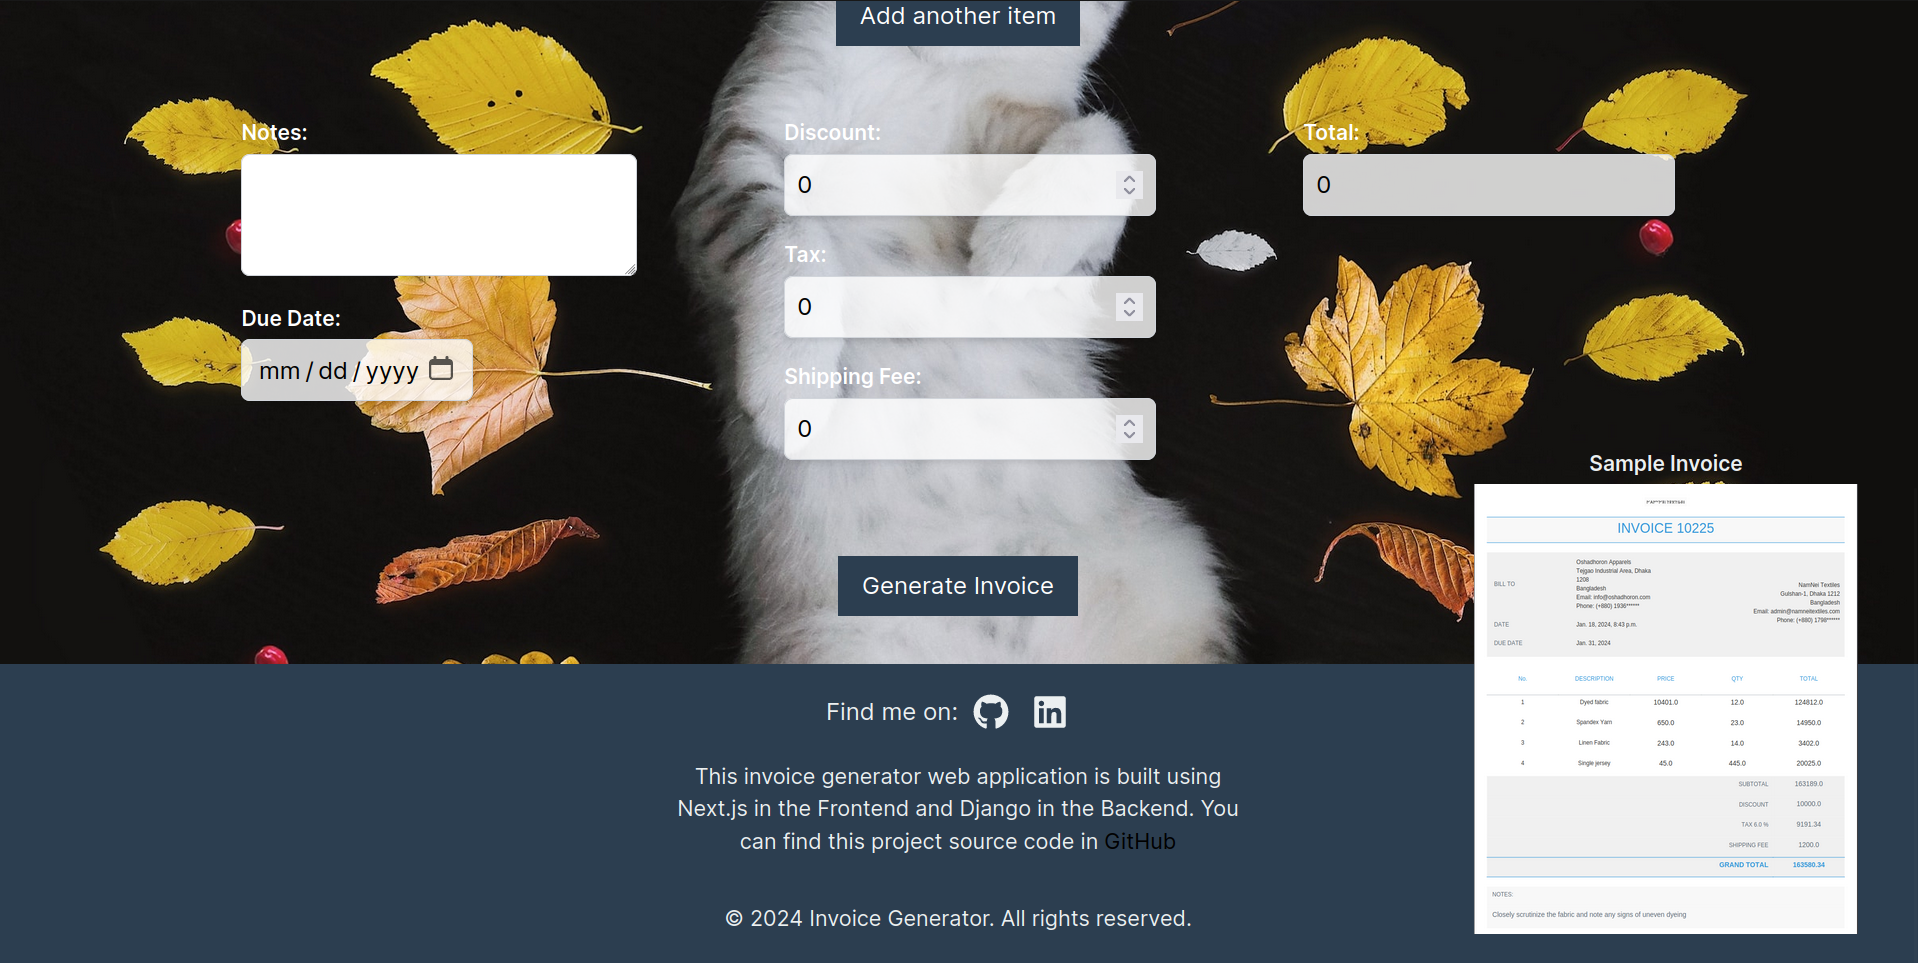 Add another item
Notes:
Discount:
Total:
0
0
Tax:
0
Due Date:
mm / dd / yyyy
Shipping Fee:
0
Sample Invoice
INVOICE 10225
BILL TO
Oshadhoron Apparels
Tejgao Industrial Area, Dhaka
1208
Bangladesh
Email: info@oshadhoron.com
Phone: (+880) 1936******
NamNei Textiles
Gulshan-1, Dhaka 1212
Bangladesh
Email: admin@namneitextiles.com
Phone: (+880) 1798******
DATE Jan. 18, 2024, 8:43 p.m.
DUE DATE Jan. 31, 2024
No. DESCRIPTION PRICE QTY TOTAL
1 Dyed fabric 10401.0 12.0 124812.0
2 Spandex Yarn 650.0 23.0 14950.0
3 Linen Fabric 243.0 14.0 3402.0
4 Single jersey 45.0 445.0 20025.0
SUBTOTAL 163189.0
DISCOUNT 10000.0
TAX 6.0 % 9191.34
SHIPPING FEE 1200.0
GRAND TOTAL 163580.34
NOTES:
Closely scrutinize the fabric and note any signs of uneven dyeing
Generate Invoice
Find me on:
This invoice generator web application is built using
Next.js in the Frontend and Django in the Backend. You
can find this project source code in GitHub
© 2024 Invoice Generator. All rights reserved.